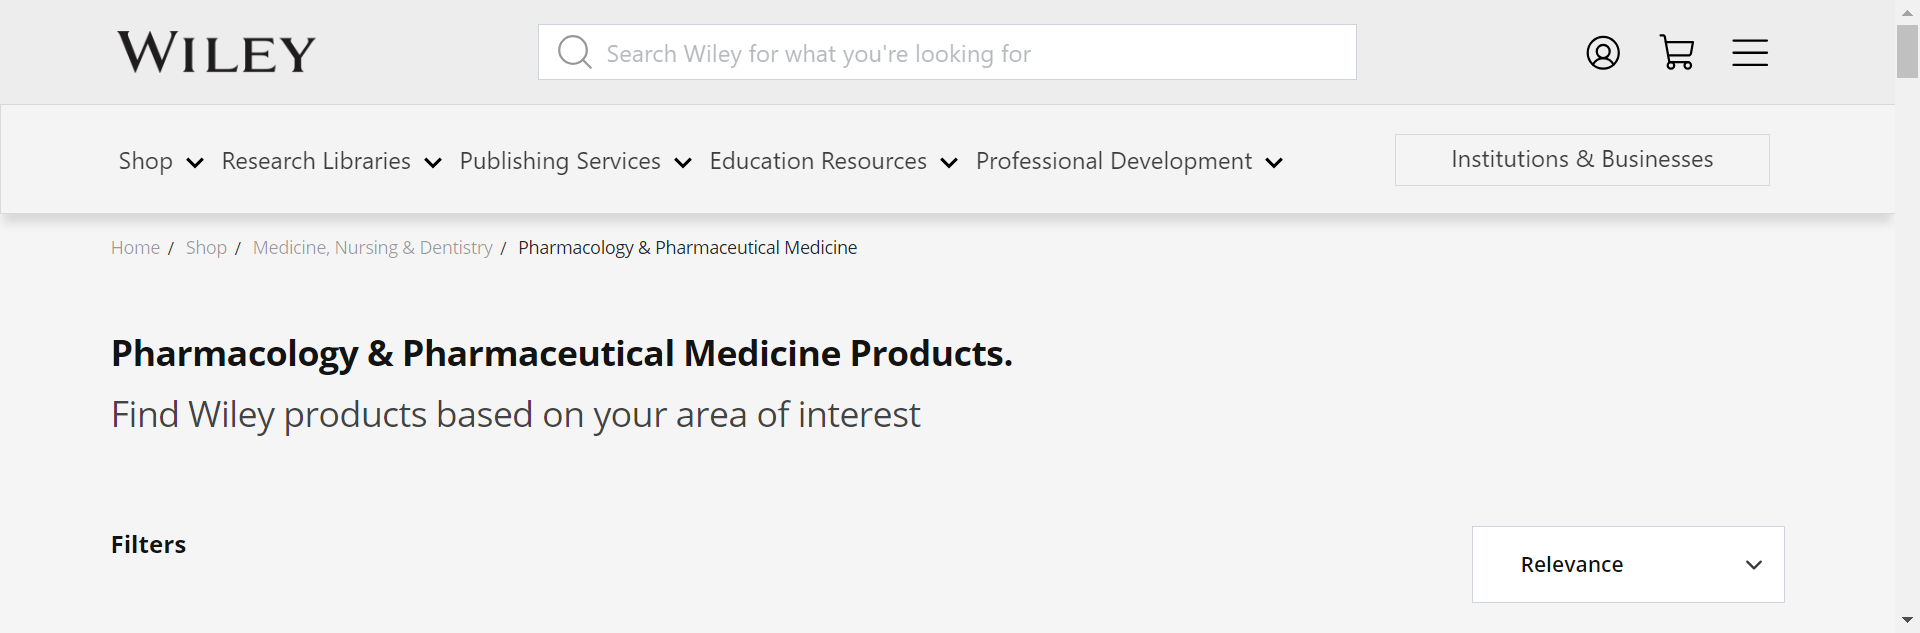 WILEY
Search Wiley for what you're looking for
Shop Research Libraries Publishing Services Education Resources Professional Development Institutions & Businesses
Home / Shop / Medicine, Nursing & Dentistry / Pharmacology & Pharmaceutical Medicine
Pharmacology & Pharmaceutical Medicine Products.
Find Wiley products based on your area of interest
Filters
Relevance